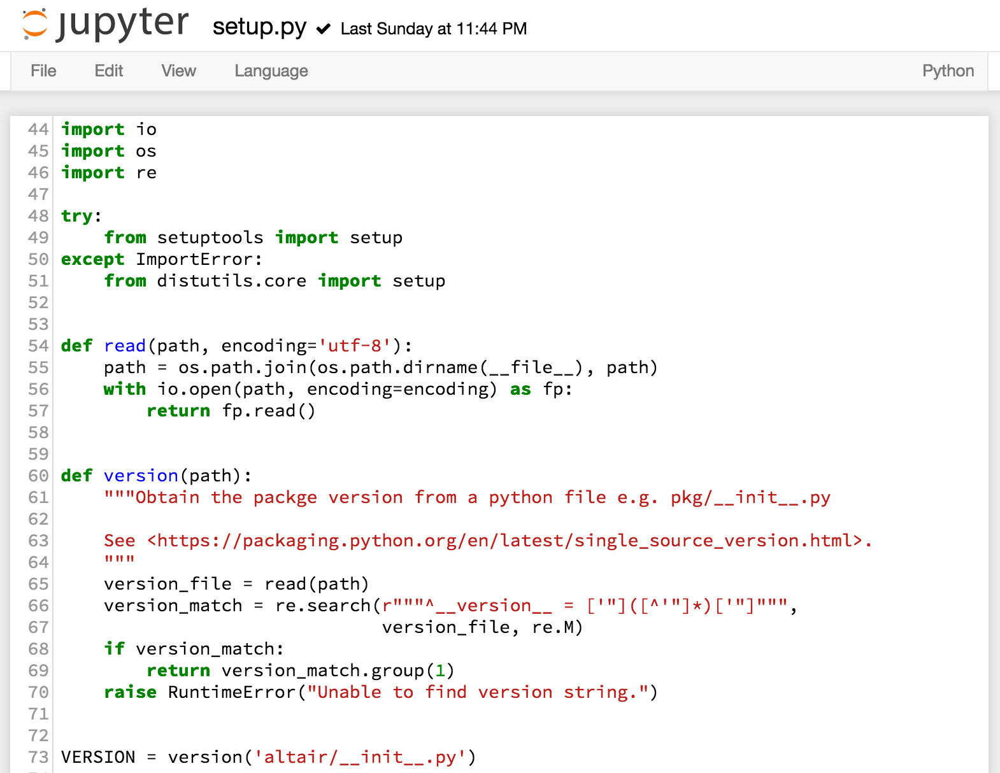 jupyter setup.py ✔ Last Sunday at 11:44 PM
File Edit View Language Python
44 import io
45 import os
46 import re
47
48 try:
49     from setuptools import setup
50 except ImportError:
51     from distutils.core import setup
52
53
54 def read(path, encoding='utf-8'):
55     path = os.path.join(os.path.dirname(__file__), path)
56     with io.open(path, encoding=encoding) as fp:
57         return fp.read()
58
59
60 def version(path):
61     """Obtain the packge version from a python file e.g. pkg/__init__.py
62
63     See <https://packaging.python.org/en/latest/single_source_version.html>.
64     """
65     version_file = read(path)
66     version_match = re.search(r"""^__version__ = ['"]([^'"]*)['"]""",
67                               version_file, re.M)
68     if version_match:
69         return version_match.group(1)
70     raise RuntimeError("Unable to find version string.")
71
72
73 VERSION = version('altair/__init__.py')